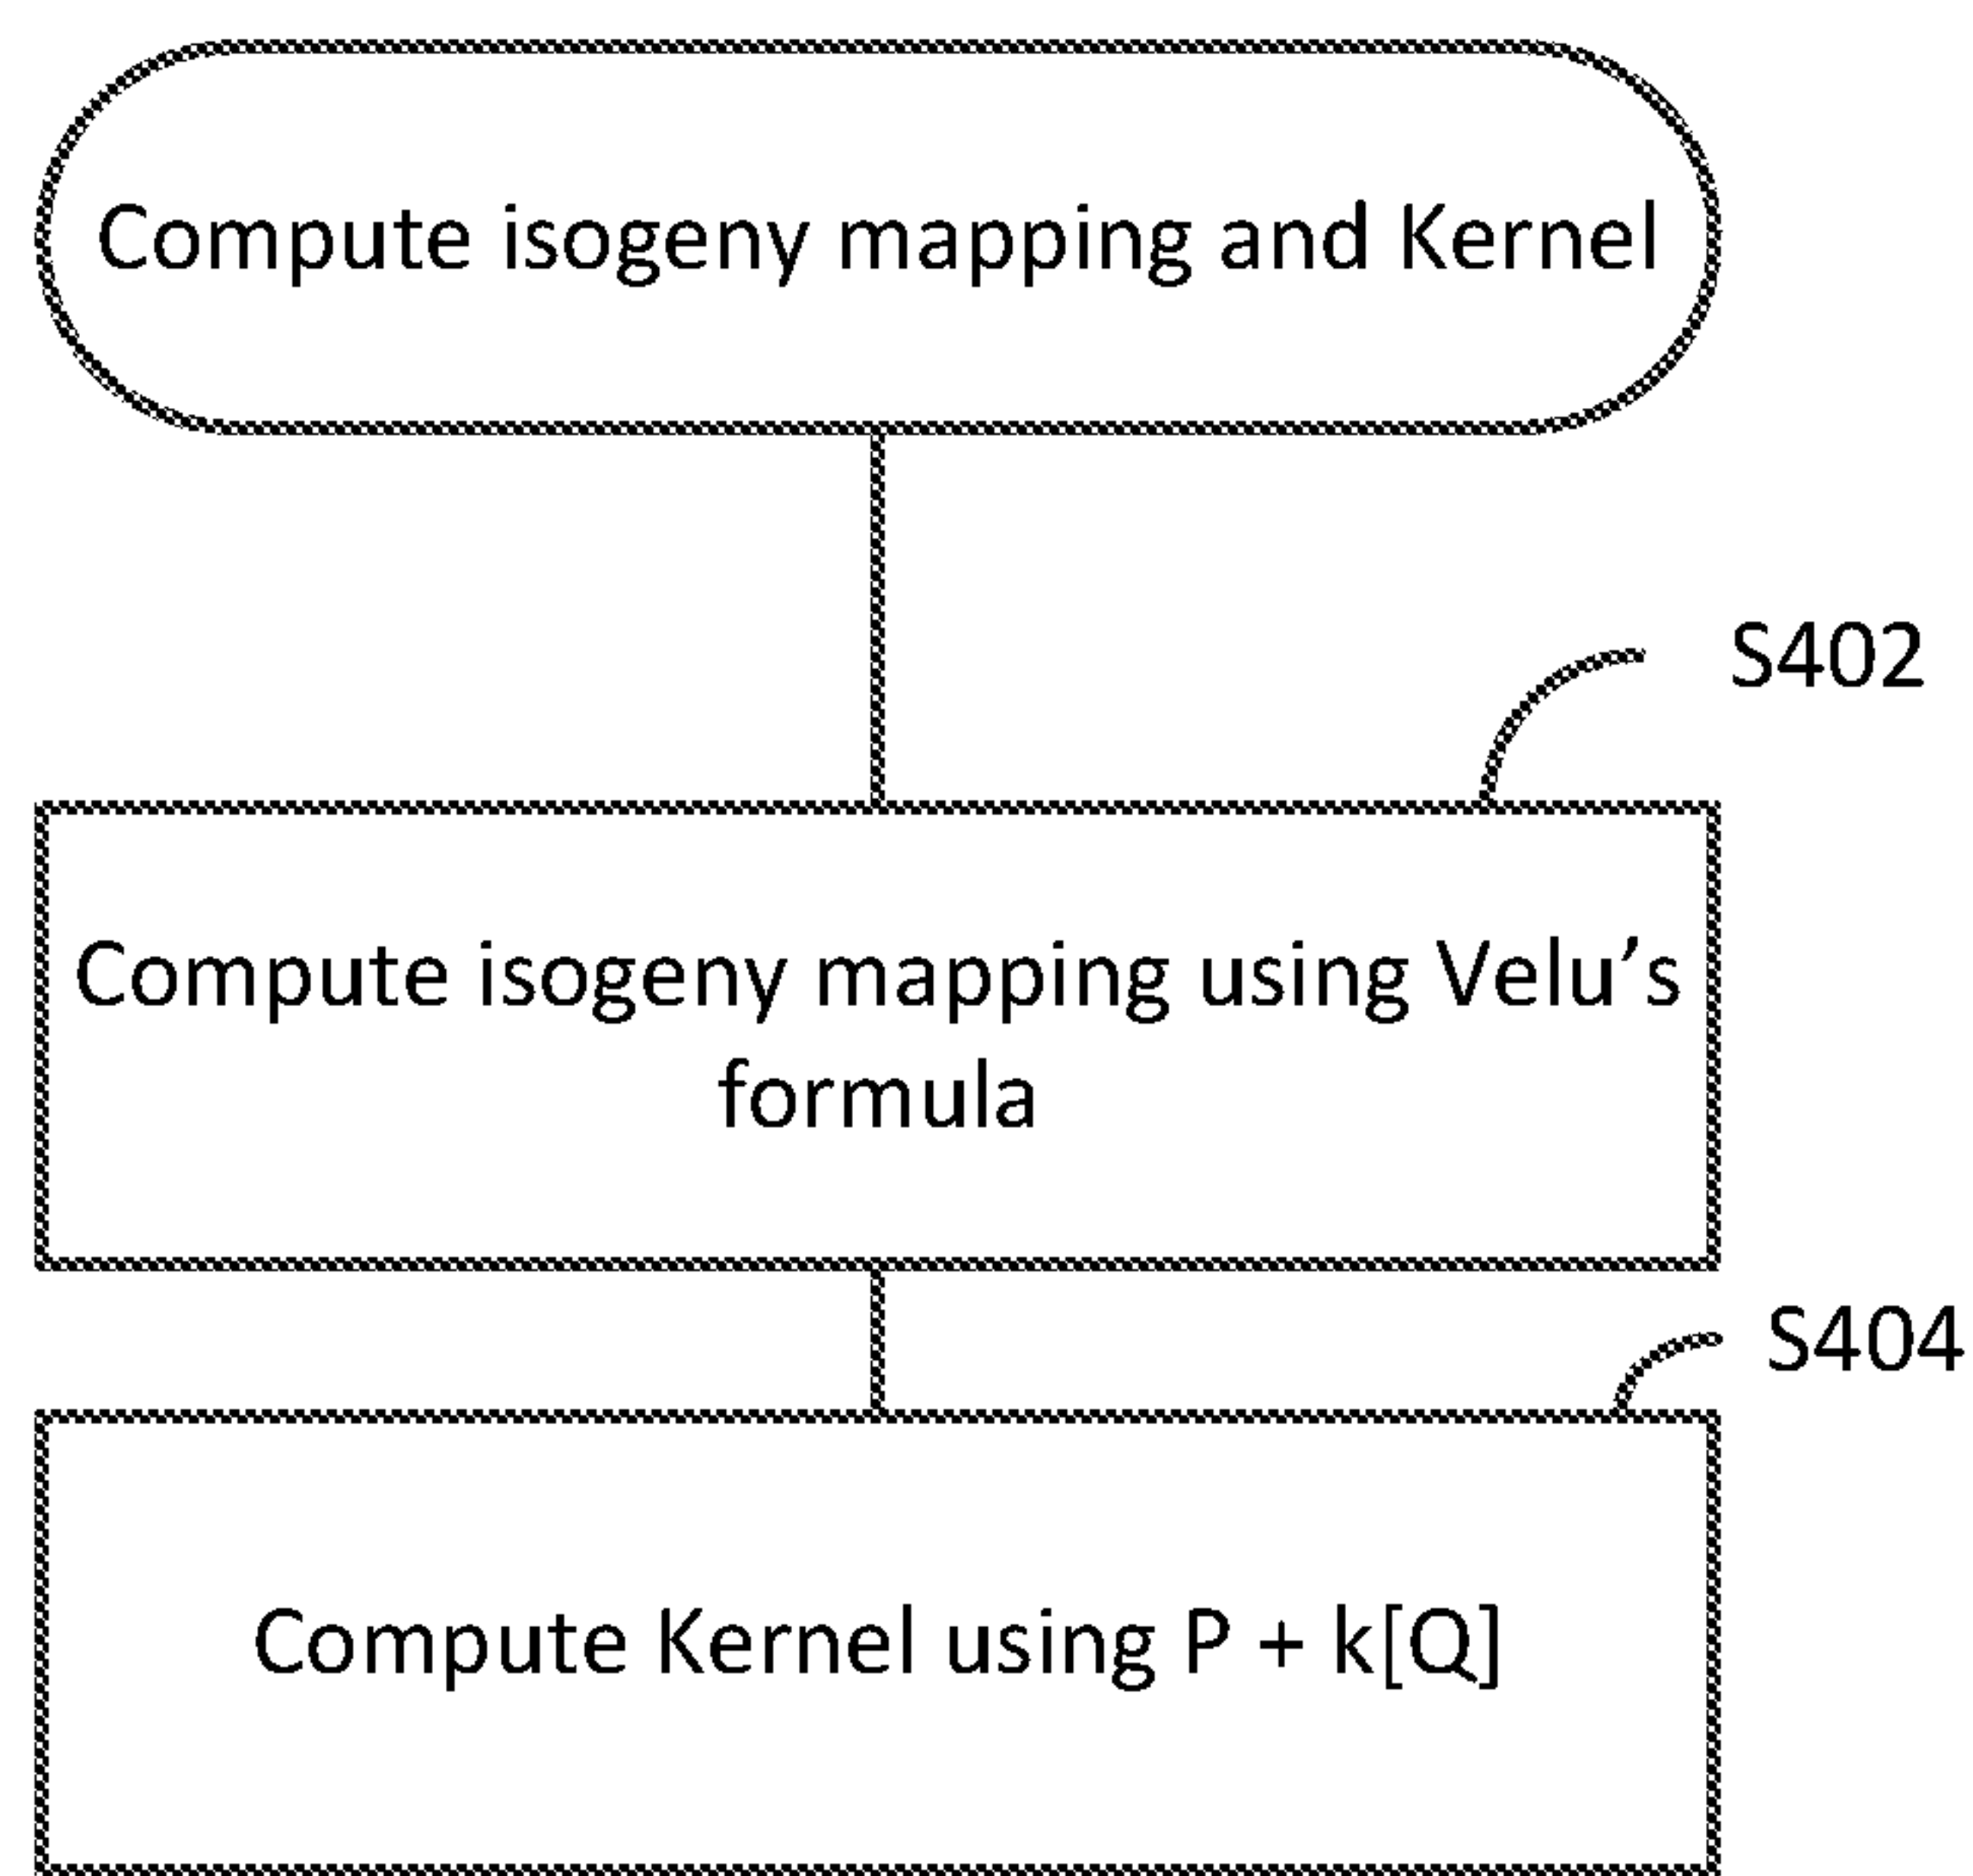 Compute isogeny mapping and Kernel
S402
Compute isogeny mapping using Velu’s
formula
S404
Compute Kernel using P + k[Q]